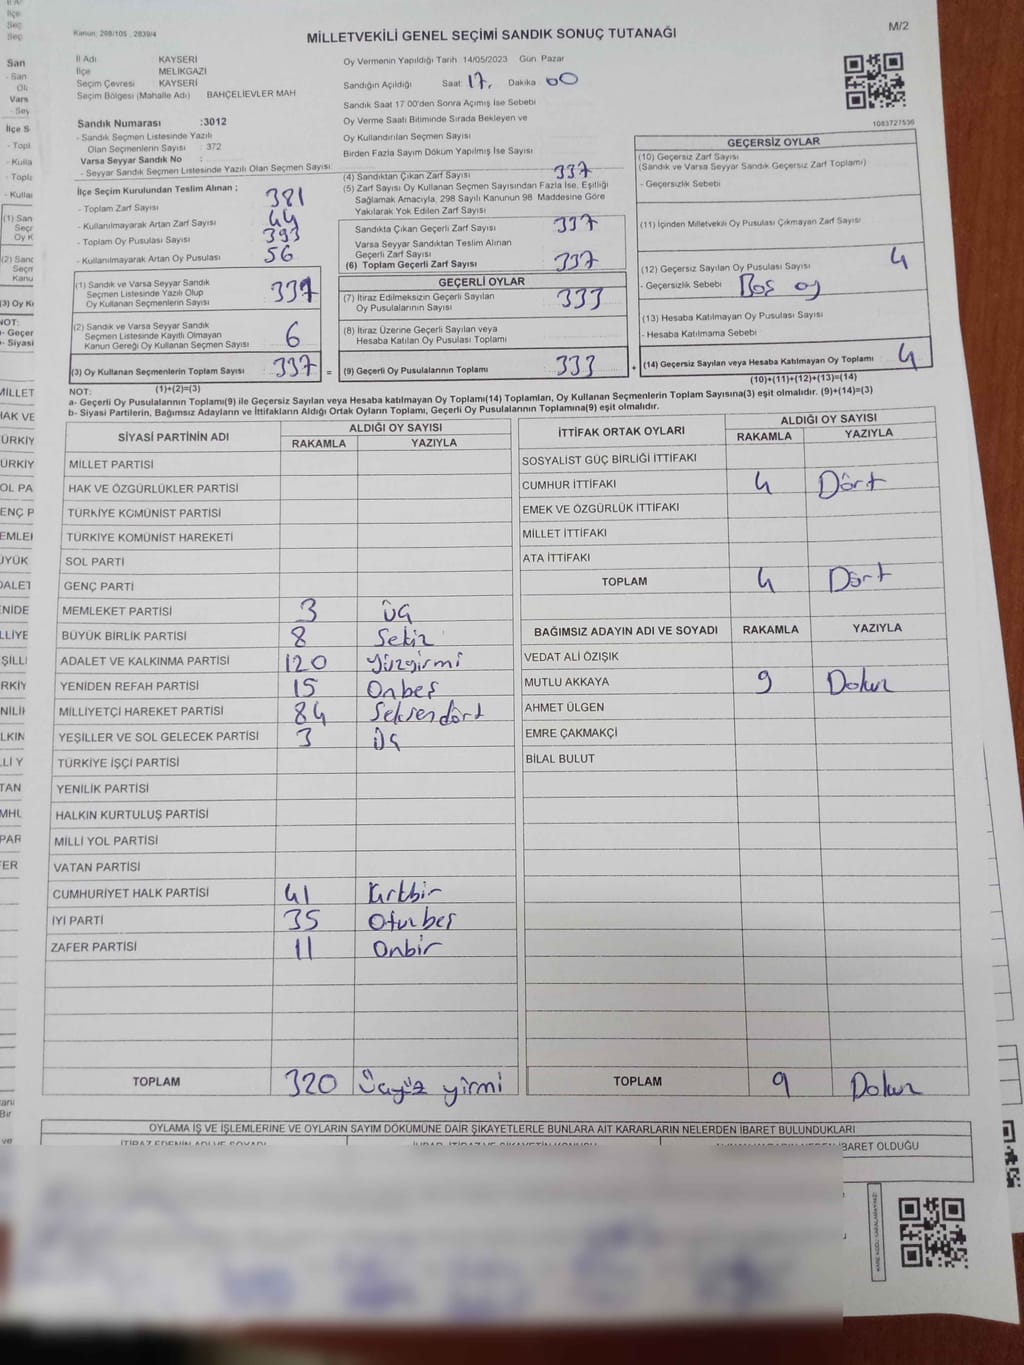 Kanun, 298/105, 2839/4
M/2
MİLLETVEKİLİ GENEL SEÇİMİ SANDIK SONUÇ TUTANAĞI
İl Adı KAYSERİ
İlçe MELİKGAZİ
Seçim Çevresi KAYSERİ
Seçim Bölgesi (Mahalle Adı) BAHÇELİEVLER MAH
Sandık Numarası :3012
- Sandık Seçmen Listesinde Yazılı
Olan Seçmenlerin Sayısı : 372
Varsa Seyyar Sandık No :
- Seyyar Sandık Seçmen Listesinde Yazılı Olan Seçmen Sayısı:
İlçe Seçim Kurulundan Teslim Alınan ;
- Toplam Zarf Sayısı 381
- Kullanılmayarak Artan Zarf Sayısı 44
- Toplam Oy Pusulası Sayısı 393
- Kullanılmayarak Artan Oy Pusulası 56
(1) Sandık ve Varsa Seyyar Sandık
Seçmen Listesinde Yazılı Olup
Oy Kullanan Seçmenlerin Sayısı
(2) Sandık ve Varsa Seyyar Sandık
Seçmen Listesinde Kayıtlı Olmayan
Kanun Gereği Oy Kullanan Seçmen Sayısı 6
(3) Oy Kullanan Seçmenlerin Toplam Sayısı 337 =
(1)+(2)=(3)
Oy Vermenin Yapıldığı Tarih 14/05/2023 Gün Pazar
Sandığın Açıldığı Saat 17, Dakika 00
Sandık Saat 17 00'den Sonra Açımış İse Sebebi
Oy Verme Saati Bitiminde Sırada Bekleyen ve
Oy Kullandırılan Seçmen Sayısı
Birden Fazla Sayım Döküm Yapılmış İse Sayısı
(4) Sandıktan Çıkan Zarf Sayısı 337
(5) Zarf Sayısı Oy Kullanan Seçmen Sayısından Fazla İse, Eşitliği
Sağlamak Amacıyla, 298 Sayılı Kanunun 98 Maddesine Göre
Yakılarak Yok Edilen Zarf Sayısı
Sandıkta Çıkan Geçerli Zarf Sayısı 337
Varsa Seyyar Sandıktan Teslim Alınan
Geçerli Zarf Sayısı
(6) Toplam Geçerli Zarf Sayısı 337
GEÇERLİ OYLAR
(7) İtiraz Edilmeksizin Geçerli Sayılan
Oy Pusulalarının Sayısı 333
(8) İtiraz Üzerine Geçerli Sayılan veya
Hesaba Katılan Oy Pusulası Toplamı
(9) Geçerli Oy Pusulalarının Toplamı 333 +
1083727536
GEÇERSİZ OYLAR
(10) Geçersiz Zarf Sayısı
(Sandık ve Varsa Seyyar Sandık Geçersiz Zarf Toplamı)
- Geçersizlik Sebebi
(11) İçinden Milletvekili Oy Pusulası Çıkmayan Zarf Sayısı
(12) Geçersiz Sayılan Oy Pusulası Sayısı 4
- Geçersizlik Sebebi Boş oy
(13) Hesaba Katılmayan Oy Pusulası Sayısı
- Hesaba Katılmama Sebebi
(14) Geçersiz Sayılan veya Hesaba Katılmayan Oy Toplamı 4
(10)+(11)+(12)+(13)=(14)
NOT:
a- Geçerli Oy Pusulalarının Toplamı(9) ile Geçersiz Sayılan veya Hesaba katılmayan Oy Toplamı(14) Toplamları, Oy Kullanan Seçmenlerin Toplam Sayısına(3) eşit olmalıdır. (9)+(14)=(3)
b- Siyasi Partilerin, Bağımsız Adayların ve İttifakların Aldığı Ortak Oyların Toplamı, Geçerli Oy Pusulalarının Toplamına(9) eşit olmalıdır.
SİYASİ PARTİNİN ADI ALDIĞI OY SAYISI
RAKAMLA YAZIYLA
MİLLET PARTİSİ
HAK VE ÖZGÜRLÜKLER PARTİSİ
TÜRKİYE KOMÜNİST PARTİSİ
TÜRKİYE KOMÜNİST HAREKETİ
SOL PARTİ
GENÇ PARTİ
MEMLEKET PARTİSİ 3 Üç
BÜYÜK BİRLİK PARTİSİ 8 Sekiz
ADALET VE KALKINMA PARTİSİ 120 Yüzyirmi
YENİDEN REFAH PARTİSİ 15 Onbeş
MİLLİYETÇİ HAREKET PARTİSİ 84 Seksendört
YEŞİLLER VE SOL GELECEK PARTİSİ 3 Üç
TÜRKİYE İŞÇİ PARTİSİ
YENİLİK PARTİSİ
HALKIN KURTULUŞ PARTİSİ
MİLLİ YOL PARTİSİ
VATAN PARTİSİ
CUMHURİYET HALK PARTİSİ 41 Kırkbir
İYİ PARTİ 35 Otuzbeş
ZAFER PARTİSİ 11 Onbir
TOPLAM 320 Üçyüz yirmi
İTTİFAK ORTAK OYLARI ALDIĞI OY SAYISI
RAKAMLA YAZIYLA
SOSYALİST GÜÇ BİRLİĞİ İTTİFAKI
CUMHUR İTTİFAKI 4 Dört
EMEK VE ÖZGÜRLÜK İTTİFAKI
MİLLET İTTİFAKI
ATA İTTİFAKI
TOPLAM 4 Dört
BAĞIMSIZ ADAYIN ADI VE SOYADI RAKAMLA YAZIYLA
VEDAT ALİ ÖZIŞIK
MUTLU AKKAYA 9 Dokuz
AHMET ÜLGEN
EMRE ÇAKMAKÇİ
BİLAL BULUT
TOPLAM 9 Dokuz
OYLAMA İŞ VE İŞLEMLERİNE VE OYLARIN SAYIM DÖKÜMÜNE DAİR ŞİKAYETLERLE BUNLARA AİT KARARLARIN NELERDEN İBARET BULUNDUKLARI
İTİRAZ EDENİN ADI VE SOYADI
BARET OLDUĞU